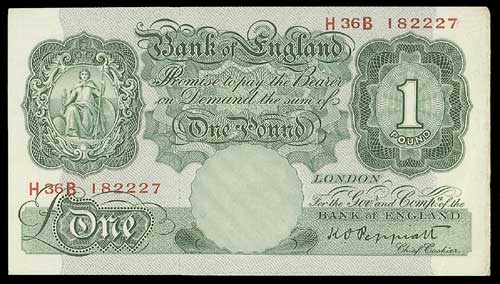 H36B 182227
Bank of England
I Promise to pay the Bearer
on Demand the sum of
One Pound
1
POUND
H36B 182227
LONDON
For the Gov.r and Comp.a of the
BANK of ENGLAND
£One
K O Peppiatt
Chief Cashier.